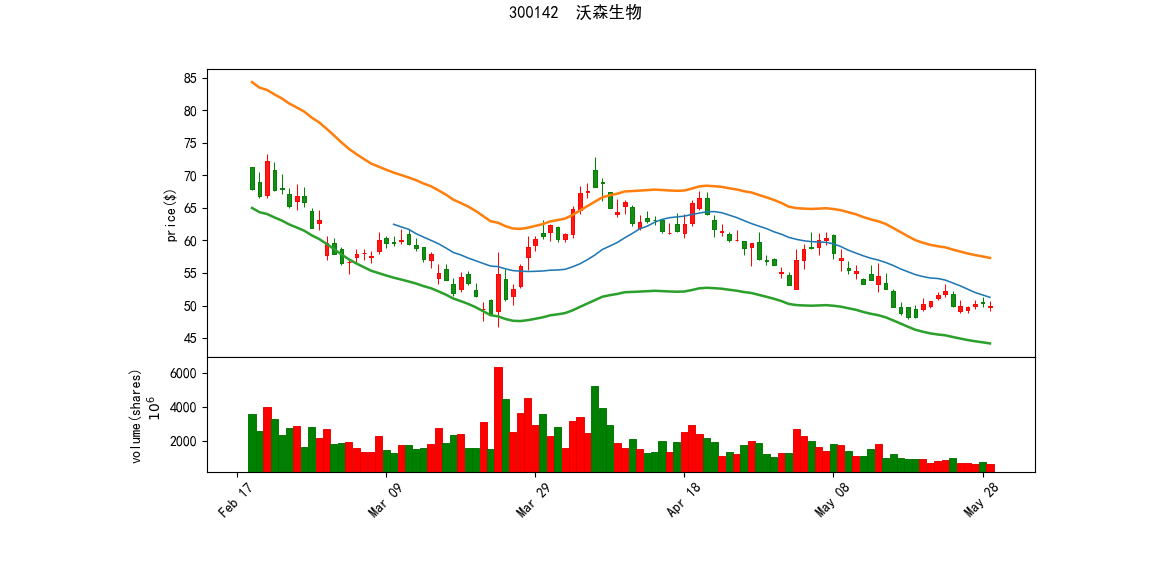 300142 沃森生物
85
80
75
70
65
60
55
50
45
price($)
6000
4000
2000
volume(shares)
10^6
Feb 17
Mar 09
Mar 29
Apr 18
May 08
May 28